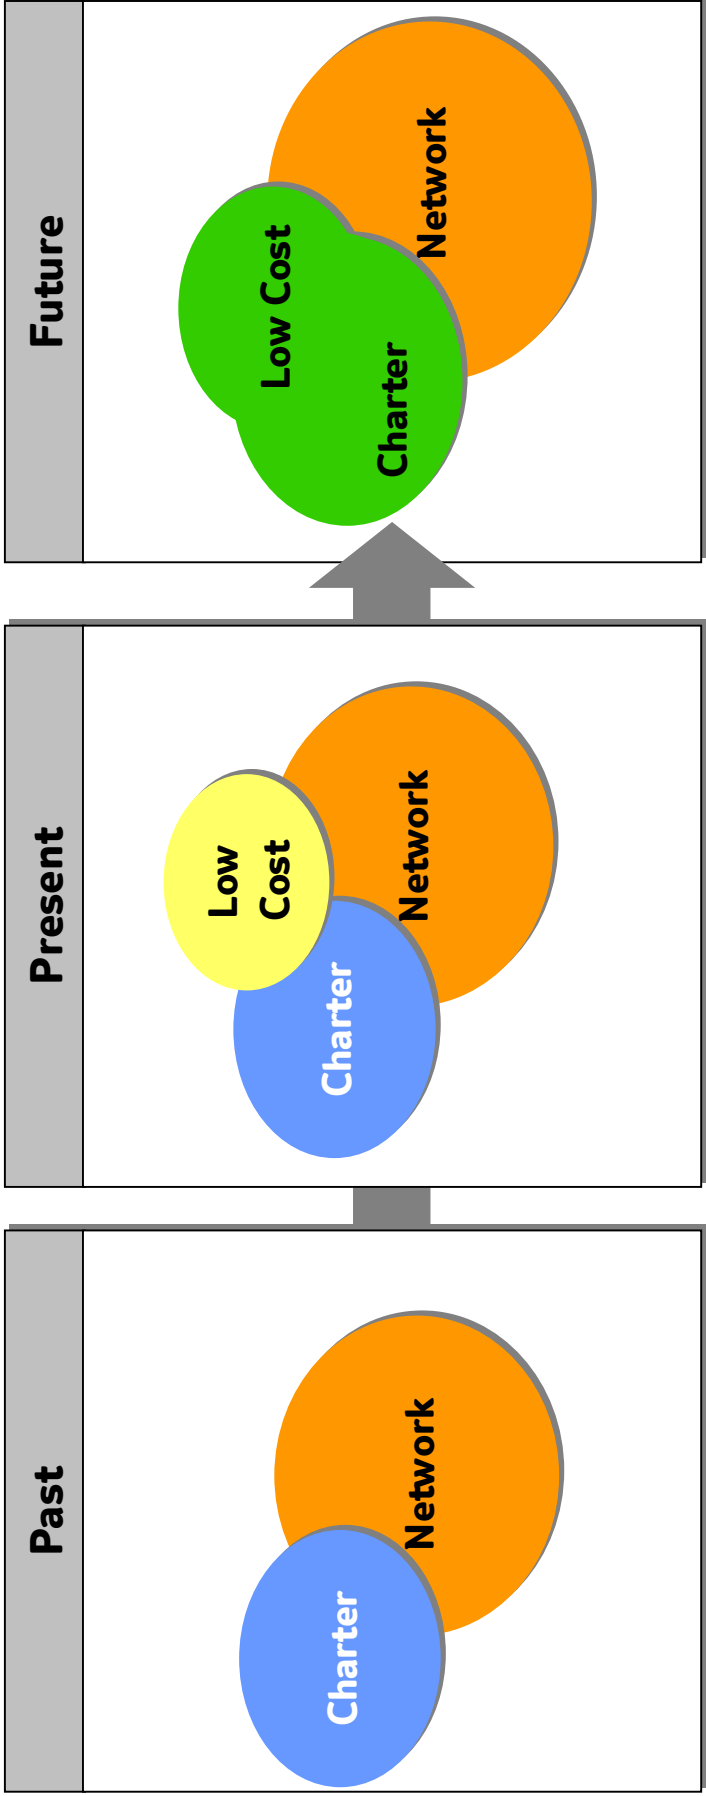 Past
Charter
Network
Present
Low
Cost
Charter
Network
Future
Low Cost
Charter
Network